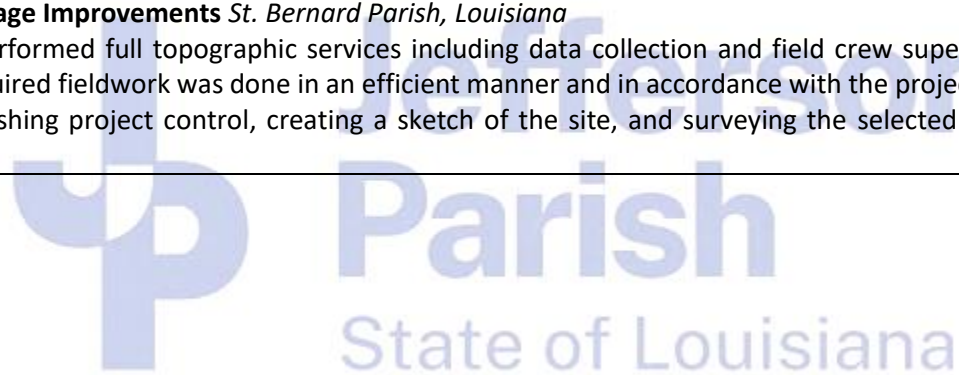 age Improvements St. Bernard Parish, Louisiana
rformed full topographic services including data collection and field crew supe
uired fieldwork was done in an efficient manner and in accordance with the projec
shing project control, creating a sketch of the site, and surveying the selected
Jefferson
Parish
State of Louisiana